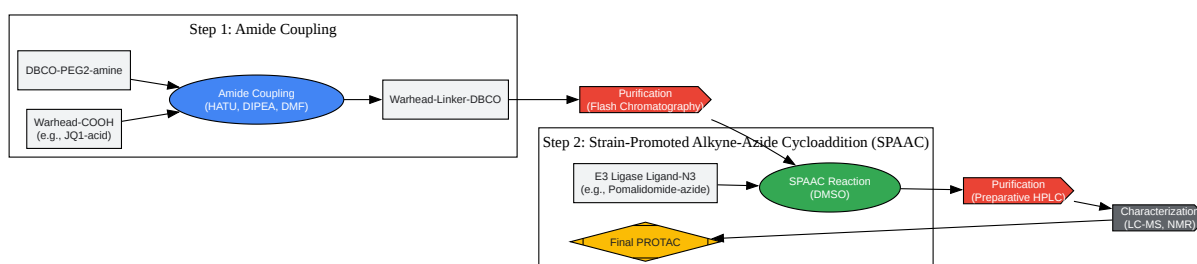 Step 1: Amide Coupling
DBCO-PEG2-amine
Warhead-COOH
(e.g., JQ1-acid)
Amide Coupling
(HATU, DIPEA, DMF)
Warhead-Linker-DBCO
Purification
(Flash Chromatography)
Step 2: Strain-Promoted Alkyne-Azide Cycloaddition (SPAAC)
E3 Ligase Ligand-N3
(e.g., Pomalidomide-azide)
SPAAC Reaction
(DMSO)
Purification
(Preparative HPLC)
Characterization
(LC-MS, NMR)
Final PROTAC